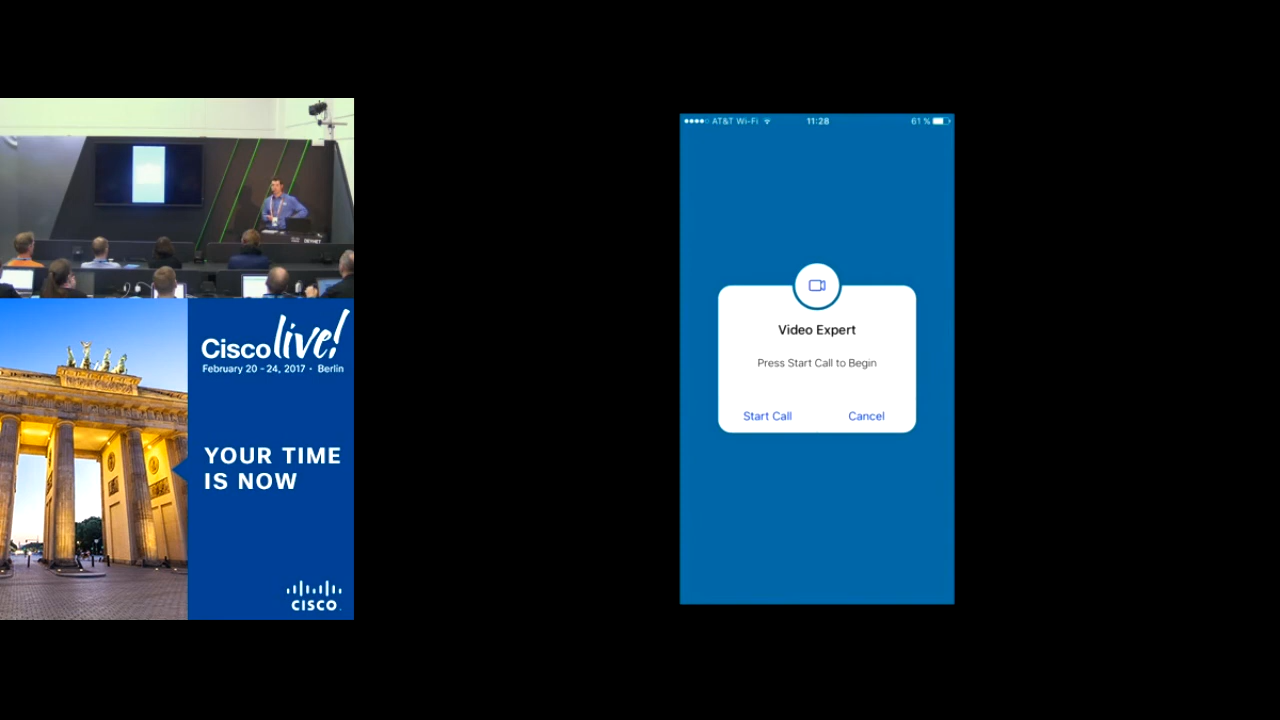 DEVNET
Cisco live!
February 20 - 24, 2017 • Berlin
YOUR TIME
IS NOW
CISCO.
AT&T Wi-Fi 11:28 61 %
Video Expert
Press Start Call to Begin
Start Call Cancel